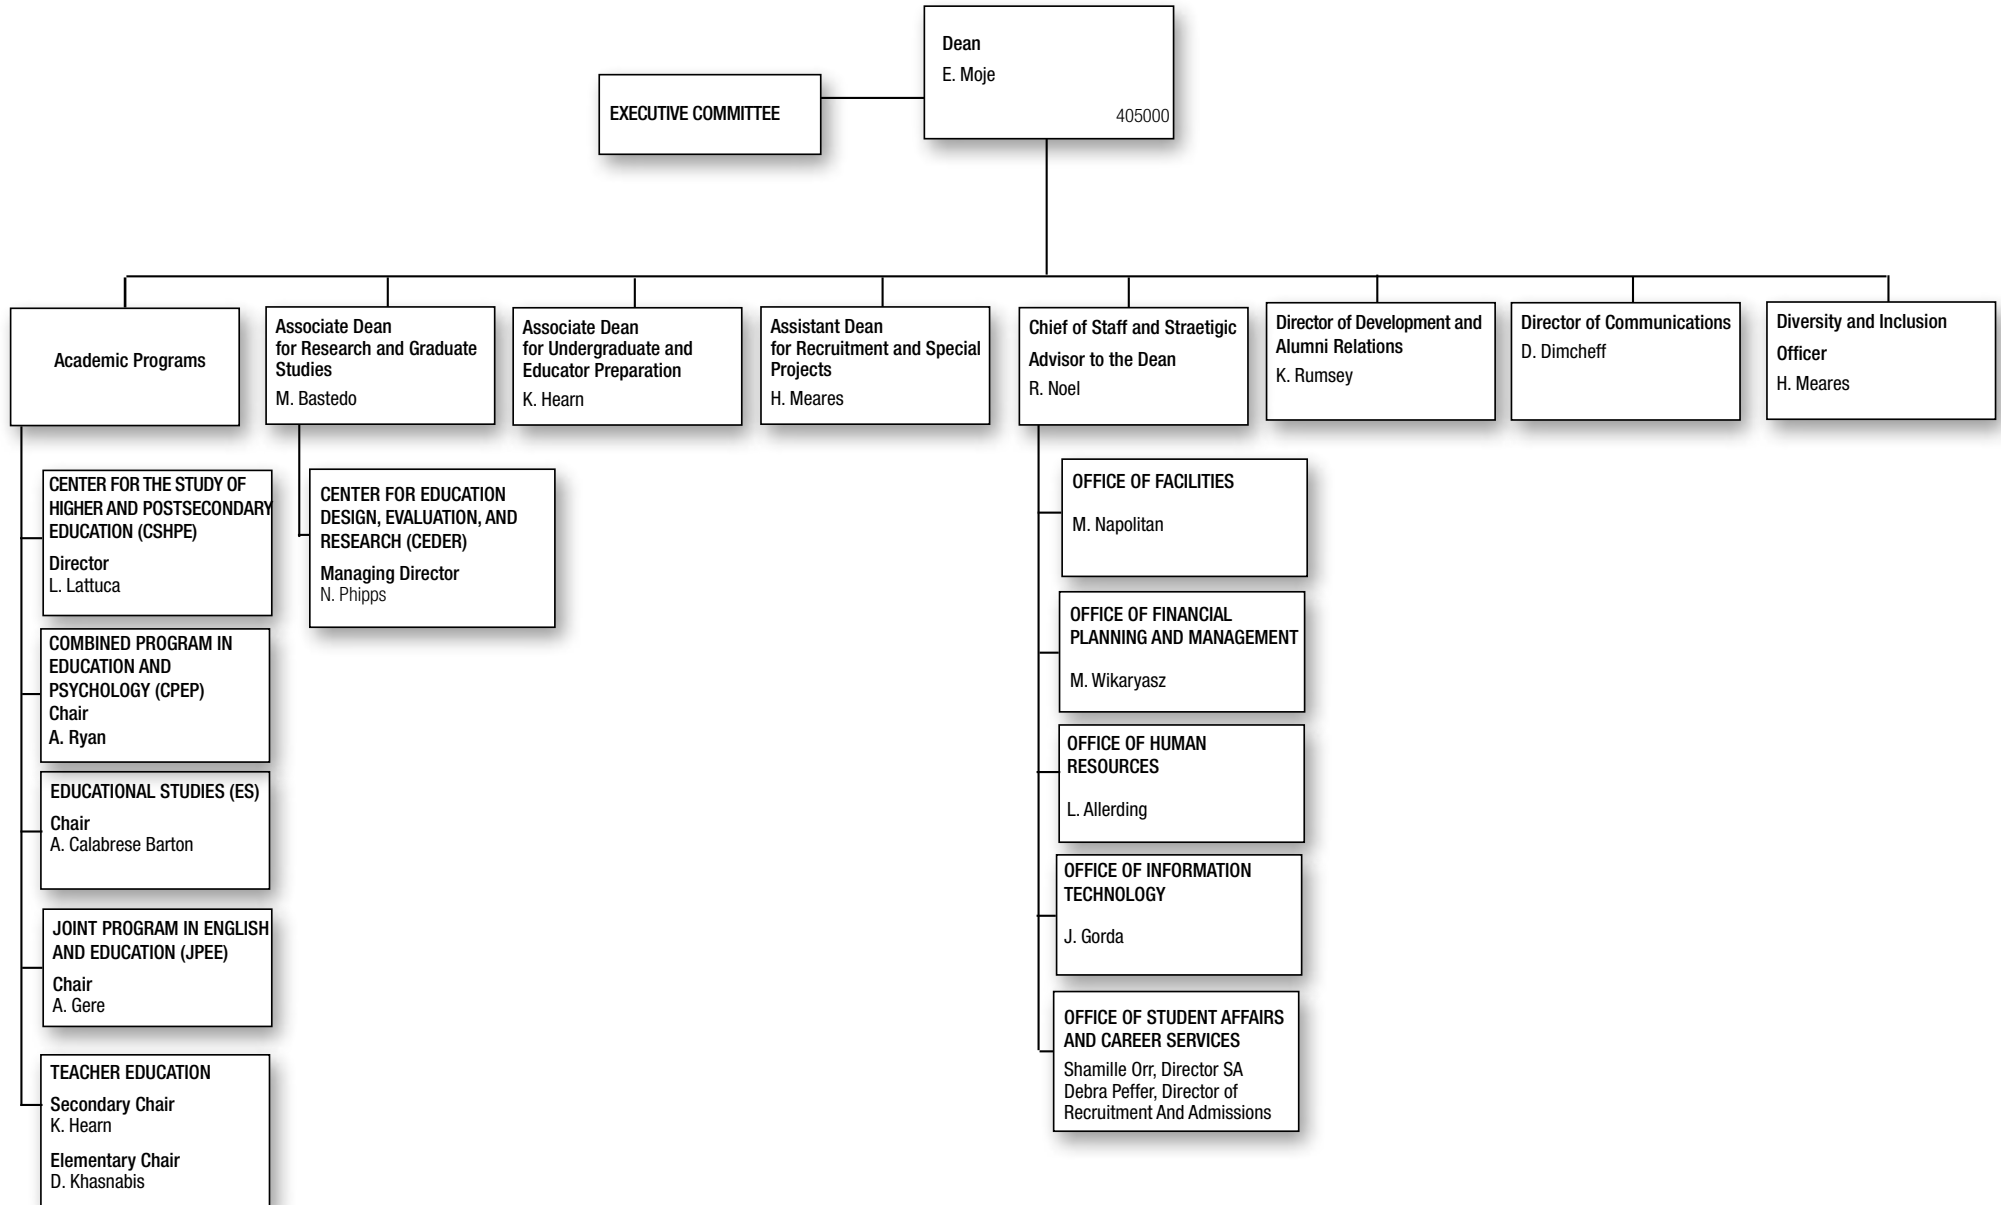 Dean
E. Moje
405000
EXECUTIVE COMMITTEE
Academic Programs
Associate Dean
for Research and Graduate
Studies
M. Bastedo
Associate Dean
for Undergraduate and
Educator Preparation
K. Hearn
Assistant Dean
for Recruitment and Special
Projects
H. Meares
Chief of Staff and Straetigic
Advisor to the Dean
R. Noel
Director of Development and
Alumni Relations
K. Rumsey
Director of Communications
D. Dimcheff
Diversity and Inclusion
Officer
H. Meares
CENTER FOR THE STUDY OF
HIGHER AND POSTSECONDARY
EDUCATION (CSHPE)
Director
L. Lattuca
COMBINED PROGRAM IN
EDUCATION AND
PSYCHOLOGY (CPEP)
Chair
A. Ryan
EDUCATIONAL STUDIES (ES)
Chair
A. Calabrese Barton
JOINT PROGRAM IN ENGLISH
AND EDUCATION (JPEE)
Chair
A. Gere
TEACHER EDUCATION
Secondary Chair
K. Hearn
Elementary Chair
D. Khasnabis
CENTER FOR EDUCATION
DESIGN, EVALUATION, AND
RESEARCH (CEDER)
Managing Director
N. Phipps
OFFICE OF FACILITIES
M. Napolitan
OFFICE OF FINANCIAL
PLANNING AND MANAGEMENT
M. Wikaryasz
OFFICE OF HUMAN
RESOURCES
L. Allerding
OFFICE OF INFORMATION
TECHNOLOGY
J. Gorda
OFFICE OF STUDENT AFFAIRS
AND CAREER SERVICES
Shamille Orr, Director SA
Debra Peffer, Director of
Recruitment And Admissions